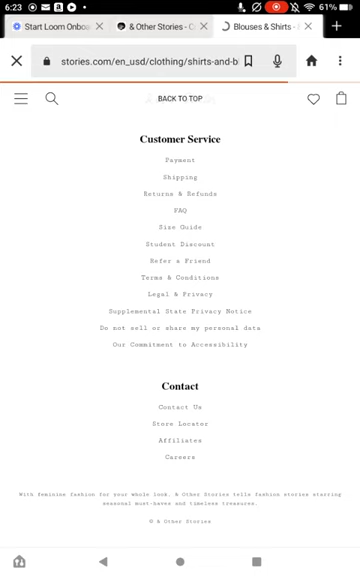 6:23
61%
Start Loom Onbo
& Other Stories - C
Blouses & Shirts -
stories.com/en_usd/clothing/shirts-and-b
BACK TO TOP
Customer Service
Payment
Shipping
Returns & Refunds
FAQ
Size Guide
Student Discount
Refer a Friend
Terms & Conditions
Legal & Privacy
Supplemental State Privacy Notice
Do not sell or share my personal data
Our Commitment to Accessibility
Contact
Contact Us
Store Locator
Affiliates
Careers
With feminine fashion for your whole look, & Other Stories tells fashion stories starring
seasonal must-haves and timeless treasures.
© & Other Stories